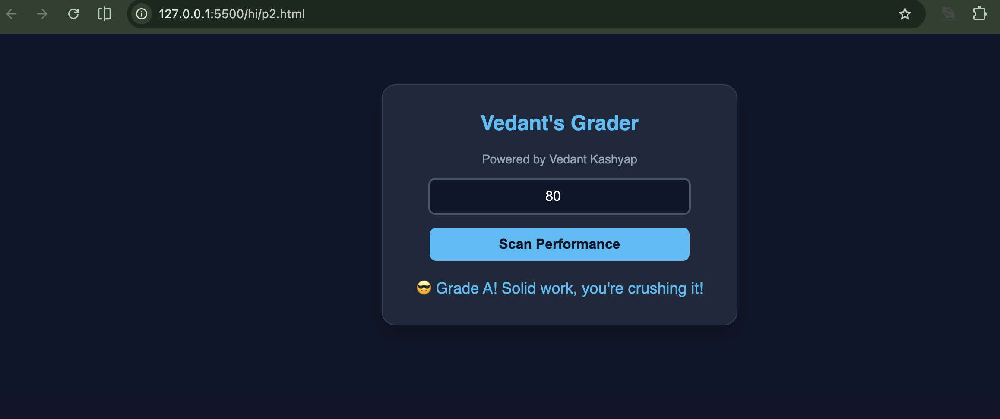 127.0.0.1:5500/hi/p2.html
Vedant's Grader
Powered by Vedant Kashyap
80
Scan Performance
😎 Grade A! Solid work, you're crushing it!